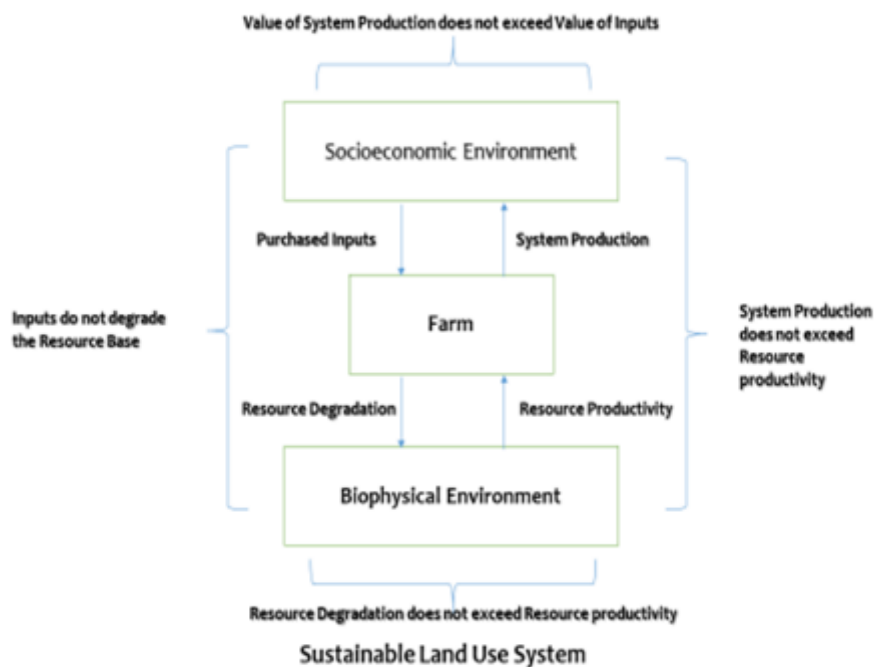 Value of System Production does not exceed Value of Inputs
Socioeconomic Environment
Purchased Inputs
System Production
Inputs do not degrade
the Resource Base
Farm
System Production
does not exceed
Resource
productivity
Resource Degradation
Resource Productivity
Biophysical Environment
Resource Degradation does not exceed Resource productivity
Sustainable Land Use System